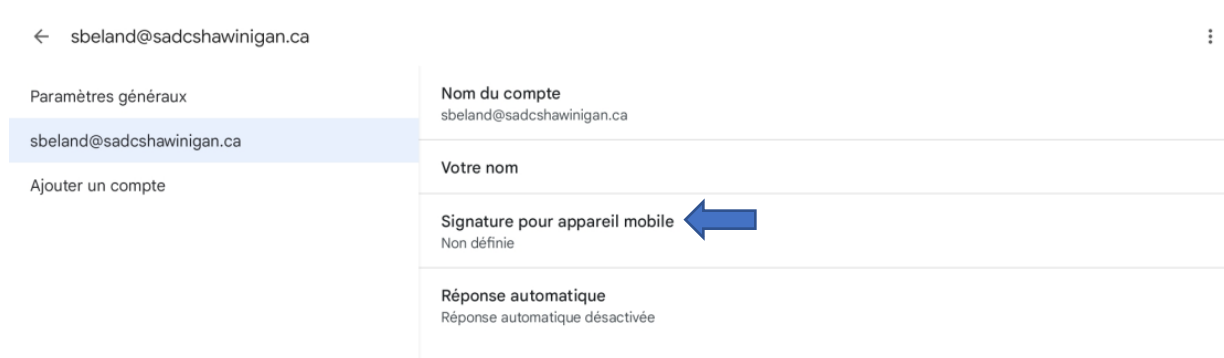 sbeland@sadcshawinigan.ca
Paramètres généraux
sbeland@sadcshawinigan.ca
Ajouter un compte
Nom du compte
sbeland@sadcshawinigan.ca
Votre nom
Signature pour appareil mobile
Non définie
Réponse automatique
Réponse automatique désactivée